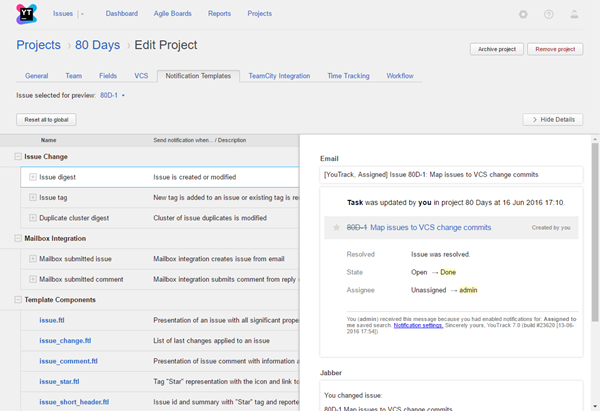 YT
Issues Dashboard Agile Boards Reports Projects
Projects › 80 Days › Edit Project
Archive project Remove project
General Team Fields VCS Notification Templates TeamCity Integration Time Tracking Workflow
Issue selected for preview: 80D-1
Reset all to global
Hide Details
Name Send notification when... / Description
Issue Change
Issue digest Issue is created or modified
Issue tag New tag is added to an issue or existing tag is re
Duplicate cluster digest Cluster of issue duplicates is modified
Mailbox Integration
Mailbox submitted issue Mailbox integration creates issue from email
Mailbox submitted comment Mailbox integration submits comment from reply
Template Components
issue.ftl Presentation of an issue with all significant prope
issue_change.ftl List of last changes applied to an issue
issue_comment.ftl Presentation of issue comment with information a
issue_star.ftl Tag "Star" representation with the icon and link to
issue_short_header.ftl Issue id and summary with "Star" tag and reporte
Email
[YouTrack, Assigned] Issue 80D-1: Map issues to VCS change commits
Task was updated by you in project 80 Days at 16 Jun 2016 17:10.
80D-1 Map issues to VCS change commits Created by you
Resolved Issue was resolved.
State Open → Done
Assignee Unassigned → admin
You (admin) received this message because you had enabled notifications for: Assigned to
me saved search. Notification settings. Sincerely yours, YouTrack 7.0 (build #23620 [13-06-
2016 17:54])
Jabber
You changed issue:
80D-1 Map issues to VCS change commits